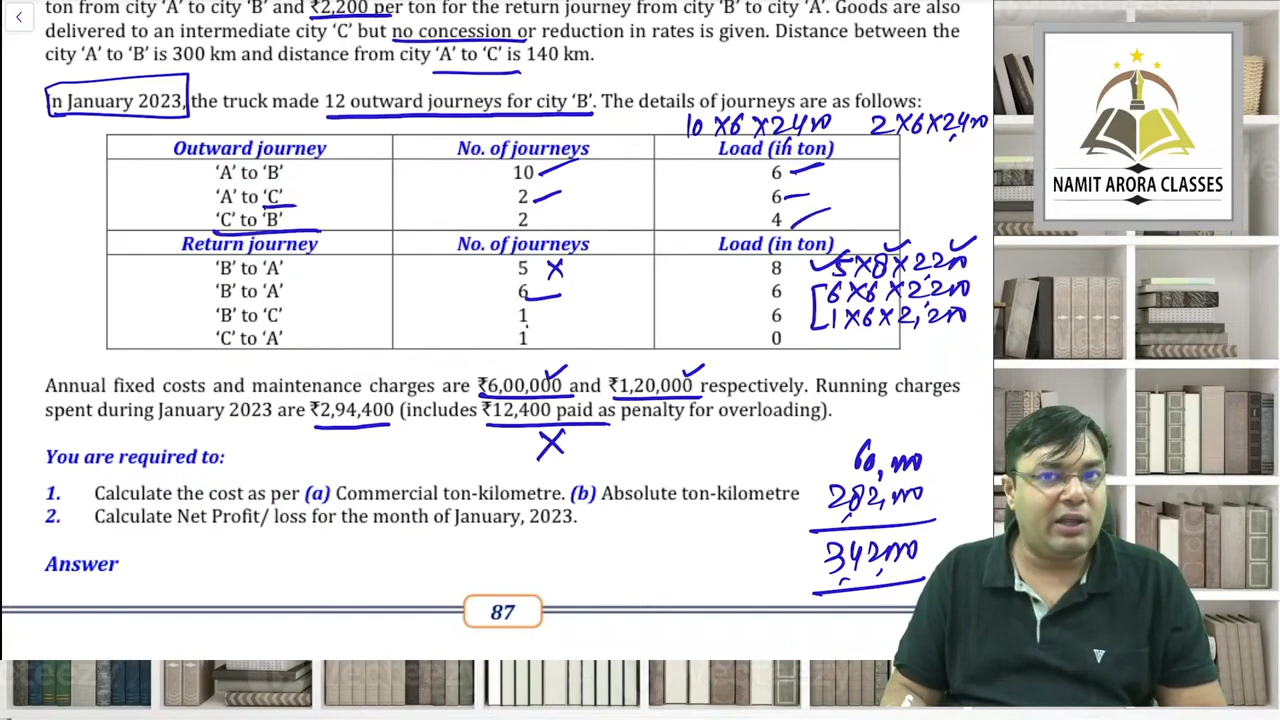 ton from city ‘A’ to city ‘B’ and ₹2,200 per ton for the return journey from city ‘B’ to city ‘A’. Goods are also
delivered to an intermediate city ‘C’ but no concession or reduction in rates is given. Distance between the
city ‘A’ to ‘B’ is 300 km and distance from city ‘A’ to ‘C’ is 140 km.
In January 2023, the truck made 12 outward journeys for city ‘B’. The details of journeys are as follows:
10 X 6 X 2400 2 X 6 X 2400
Outward journey No. of journeys Load (in ton)
‘A’ to ‘B’ 10 6
‘A’ to ‘C’ 2 6
‘C’ to ‘B’ 2 4
Return journey No. of journeys Load (in ton)
‘B’ to ‘A’ 5 X 8 5 X 8 X 2200
‘B’ to ‘A’ 6 6 6 X 6 X 2,200
‘B’ to ‘C’ 1 6 1 X 6 X 2,200
‘C’ to ‘A’ 1 0
Annual fixed costs and maintenance charges are ₹6,00,000 and ₹1,20,000 respectively. Running charges
spent during January 2023 are ₹2,94,400 (includes ₹12,400 paid as penalty for overloading).
X
You are required to:
1. Calculate the cost as per (a) Commercial ton-kilometre. (b) Absolute ton-kilometre
2. Calculate Net Profit/ loss for the month of January, 2023.
60,000
282,000
342,000
Answer
87
NAMIT ARORA CLASSES